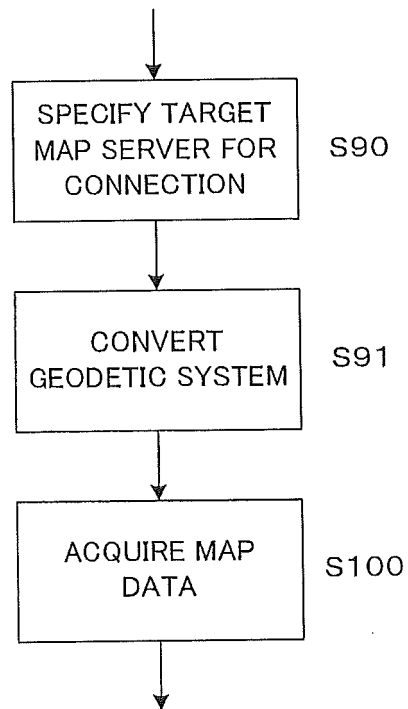 SPECIFY TARGET
MAP SERVER FOR
CONNECTION
S90
CONVERT
GEODETIC SYSTEM
S91
ACQUIRE MAP
DATA
S100